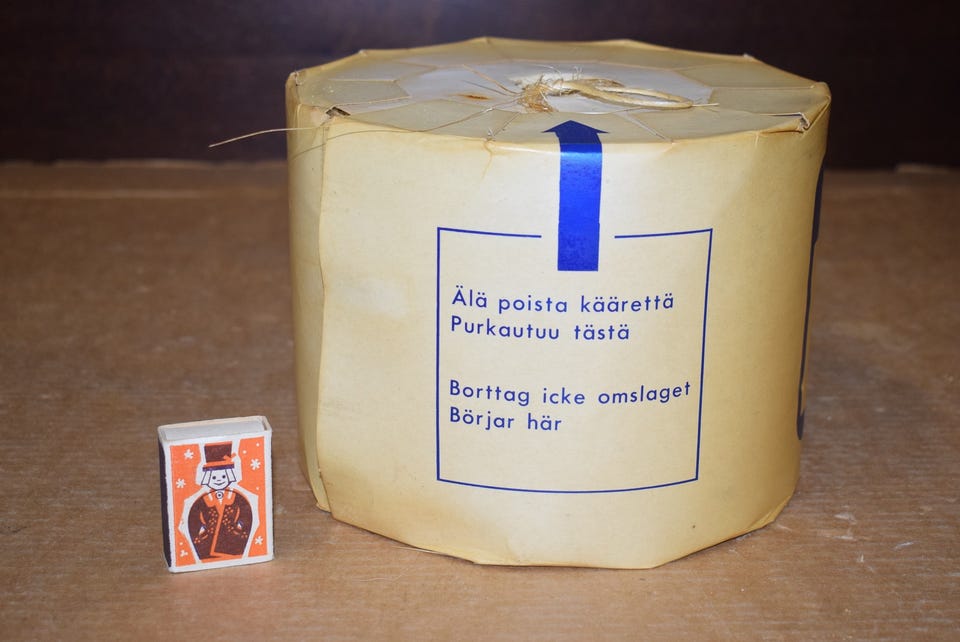 Älä poista käärettä
Purkautuu tästä
Borttag icke omslaget
Börjar här